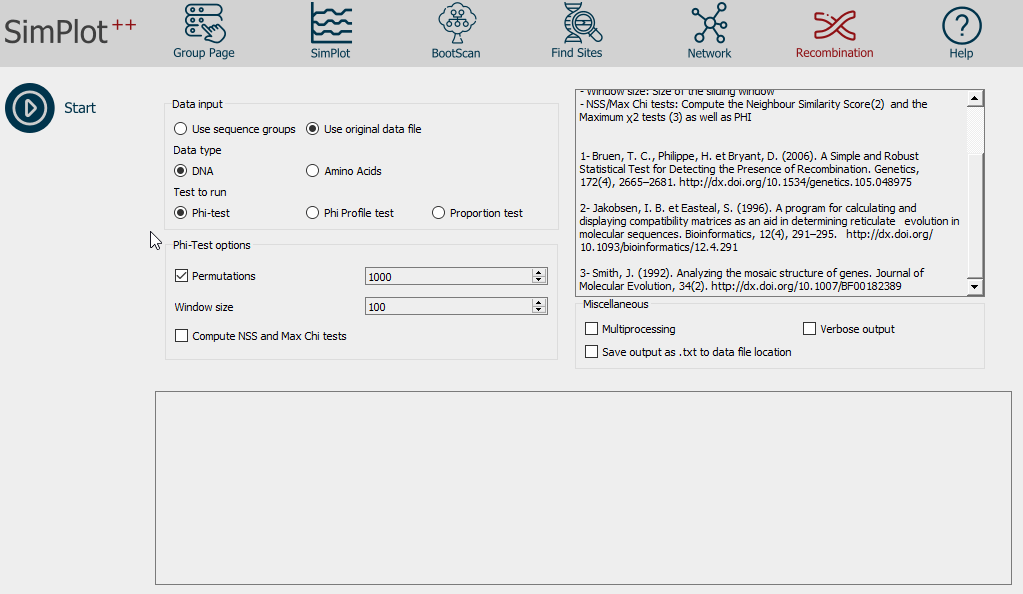 SimPlot ++
Group Page
SimPlot
BootScan
Find Sites
Network
Recombination
Help
Start
Data input
Use sequence groups
Use original data file
Data type
DNA
Amino Acids
Test to run
Phi-test
Phi Profile test
Proportion test
Phi-Test options
Permutations
1000
Window size
100
Compute NSS and Max Chi tests
- Window size: Size of the sliding window
- NSS/Max Chi tests: Compute the Neighbour Similarity Score(2) and the
Maximum χ2 tests (3) as well as PHI
1- Bruen, T. C., Philippe, H. et Bryant, D. (2006). A Simple and Robust
Statistical Test for Detecting the Presence of Recombination. Genetics,
172(4), 2665–2681. http://dx.doi.org/10.1534/genetics.105.048975
2- Jakobsen, I. B. et Easteal, S. (1996). A program for calculating and
displaying compatibility matrices as an aid in determining reticulate evolution in
molecular sequences. Bioinformatics, 12(4), 291–295. http://dx.doi.org/
10.1093/bioinformatics/12.4.291
3- Smith, J. (1992). Analyzing the mosaic structure of genes. Journal of
Molecular Evolution, 34(2). http://dx.doi.org/10.1007/BF00182389
Miscellaneous
Multiprocessing
Verbose output
Save output as .txt to data file location